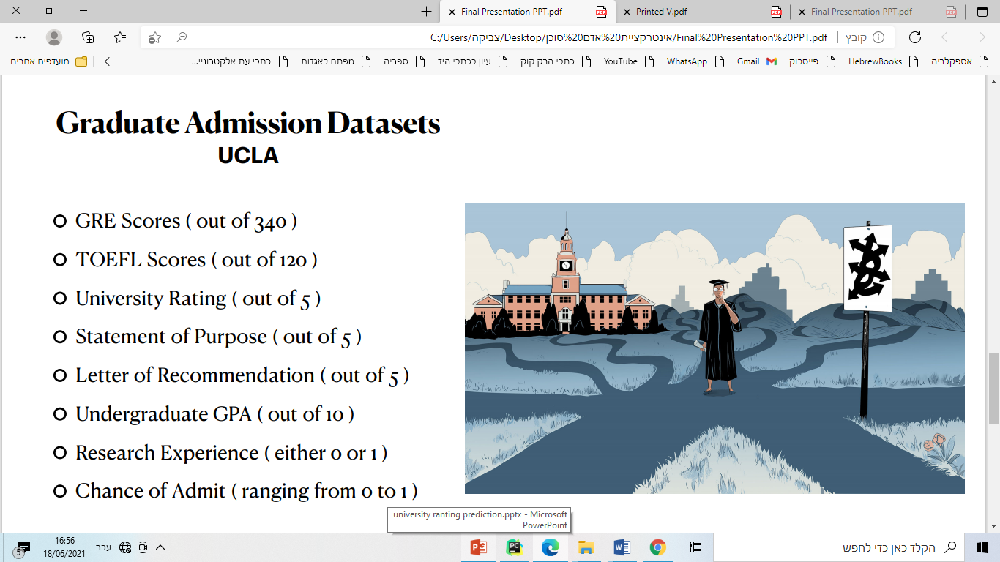 Final Presentation PPT.pdf
Printed V.pdf
Final Presentation PPT.pdf
C:/Users/צביקה/Desktop/אינטרקציית%20אדם%20סוכן/Final%20Presentation%20PPT.pdf
קובץ
אספקלריה
HebrewBooks
פייסבוק
Gmail
WhatsApp
YouTube
כתבי הרק קוק
עיון בכתבי היד
ספריה
מפתח לאגדות
כתבי עת אלקטרוניי...
מועדפים אחרים
Graduate Admission Datasets
UCLA
GRE Scores ( out of 340 )
TOEFL Scores ( out of 120 )
University Rating ( out of 5 )
Statement of Purpose ( out of 5 )
Letter of Recommendation ( out of 5 )
Undergraduate GPA ( out of 10 )
Research Experience ( either 0 or 1 )
Chance of Admit ( ranging from 0 to 1 )
university ranting prediction.pptx - Microsoft
PowerPoint
הקלד כאן כדי לחפש
עבר
16:56
18/06/2021
5